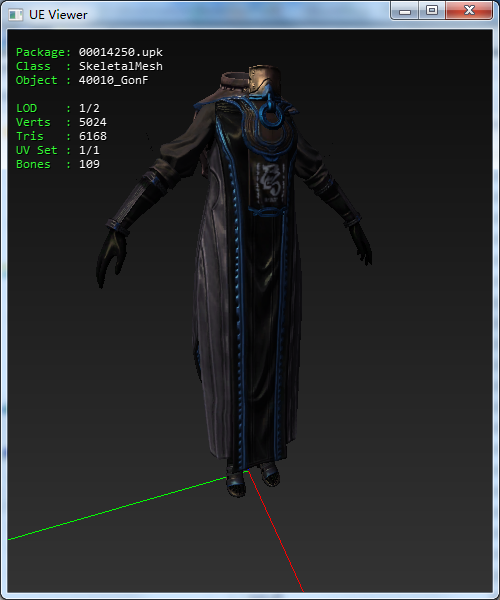 UE Viewer
Package: 00014250.upk
Class : SkeletalMesh
Object : 40010_GonF
LOD : 1/2
Verts : 5024
Tris : 6168
UV Set : 1/1
Bones : 109